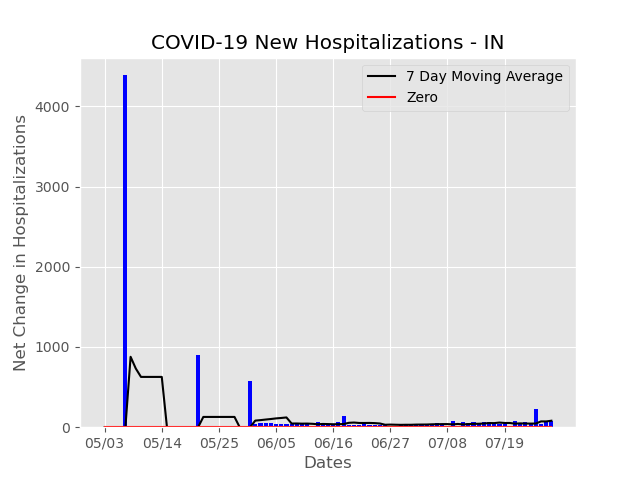 COVID-19 New Hospitalizations - IN
7 Day Moving Average
Zero
Net Change in Hospitalizations
4000
3000
2000
1000
0
05/03 05/14 05/25 06/05 06/16 06/27 07/08 07/19
Dates